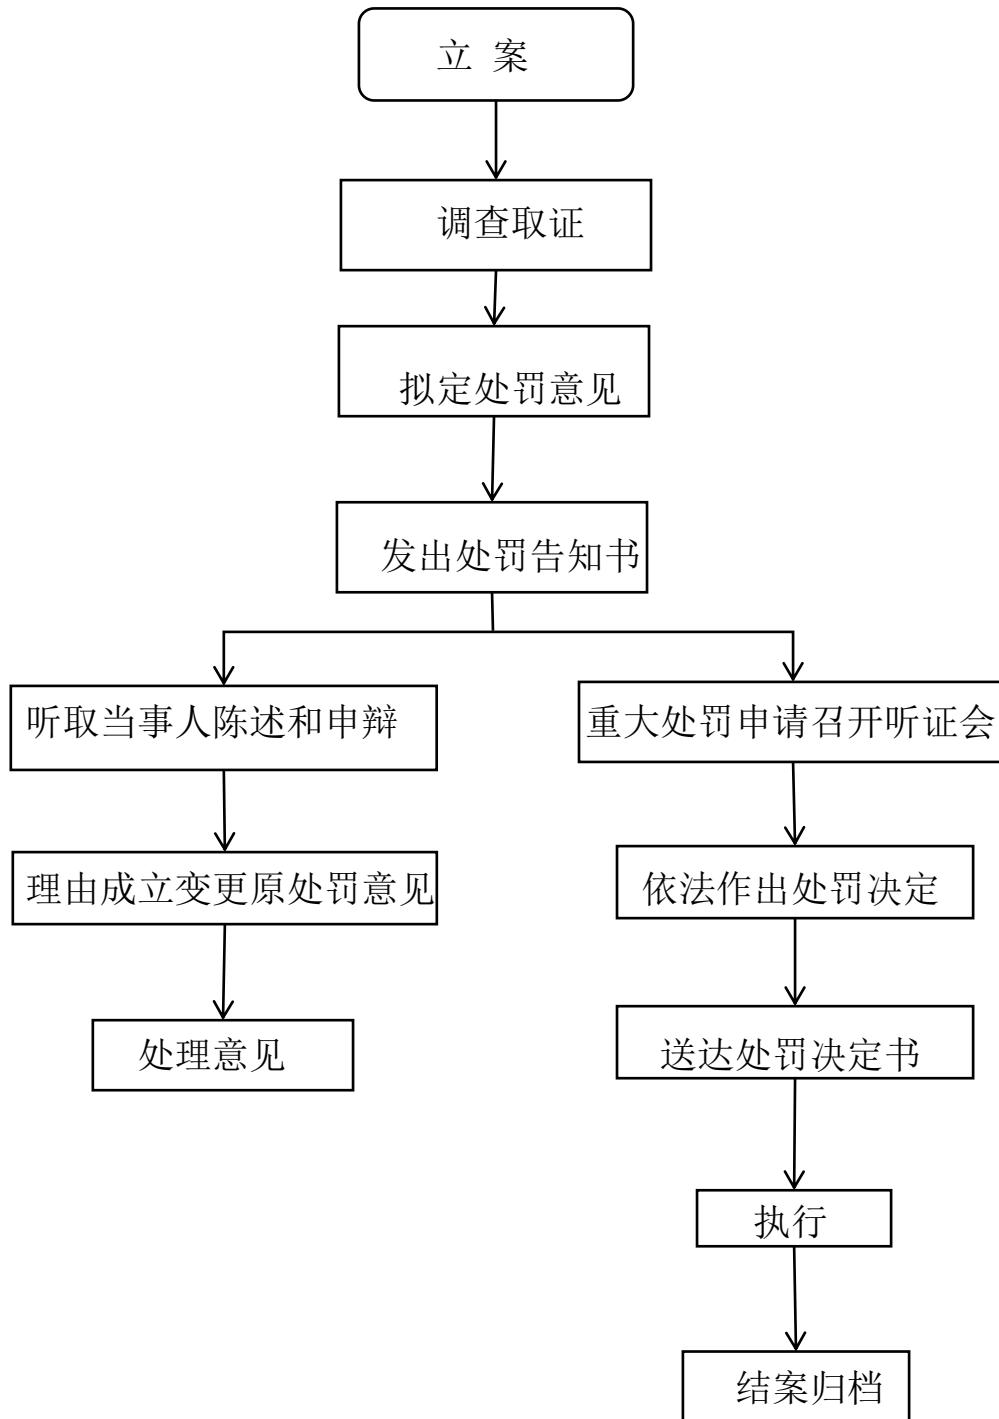 立 案
调查取证
拟定处罚意见
发出处罚告知书
听取当事人陈述和申辩
重大处罚申请召开听证会
理由成立变更原处罚意见
依法作出处罚决定
处理意见
送达处罚决定书
执行
结案归档